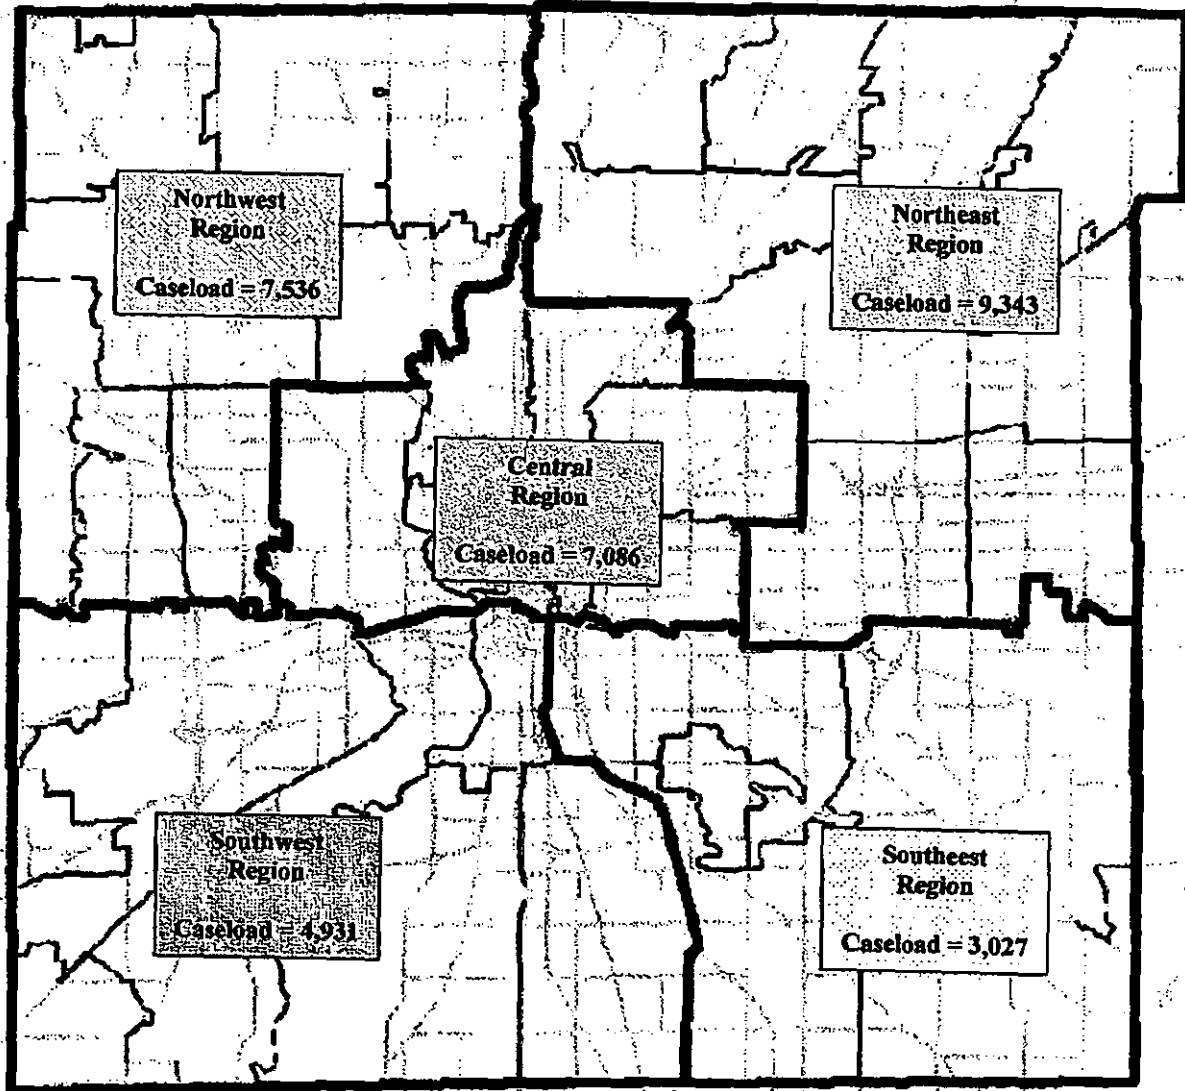 Northwest
Region
Caseload = 7,536
Northeast
Region
Caseload = 9,343
Central
Region
Caseload = 7,086
Southwest
Region
Caseload = 4,931
Southeest
Region
Caseload = 3,027